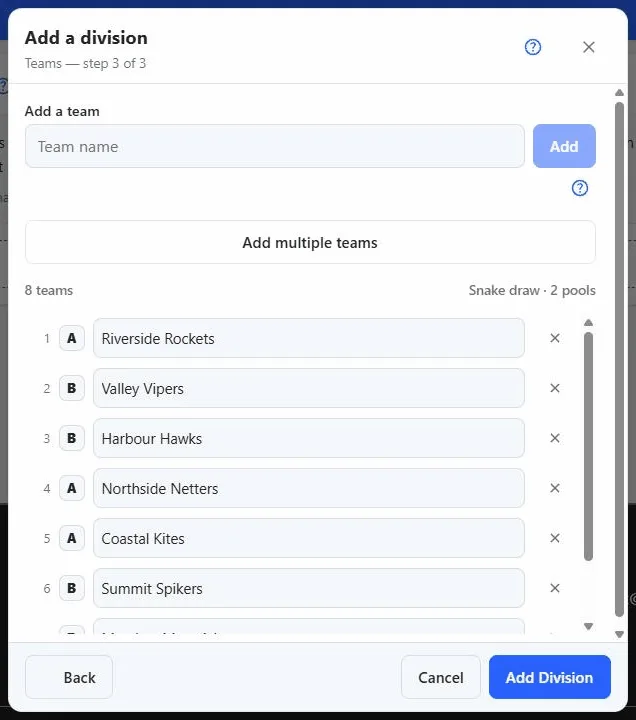 Add a division
Teams — step 3 of 3
Add a team
Team name
Add
Add multiple teams
8 teams
Snake draw · 2 pools
1 A Riverside Rockets
2 B Valley Vipers
3 B Harbour Hawks
4 A Northside Netters
5 A Coastal Kites
6 B Summit Spikers
Back
Cancel
Add Division